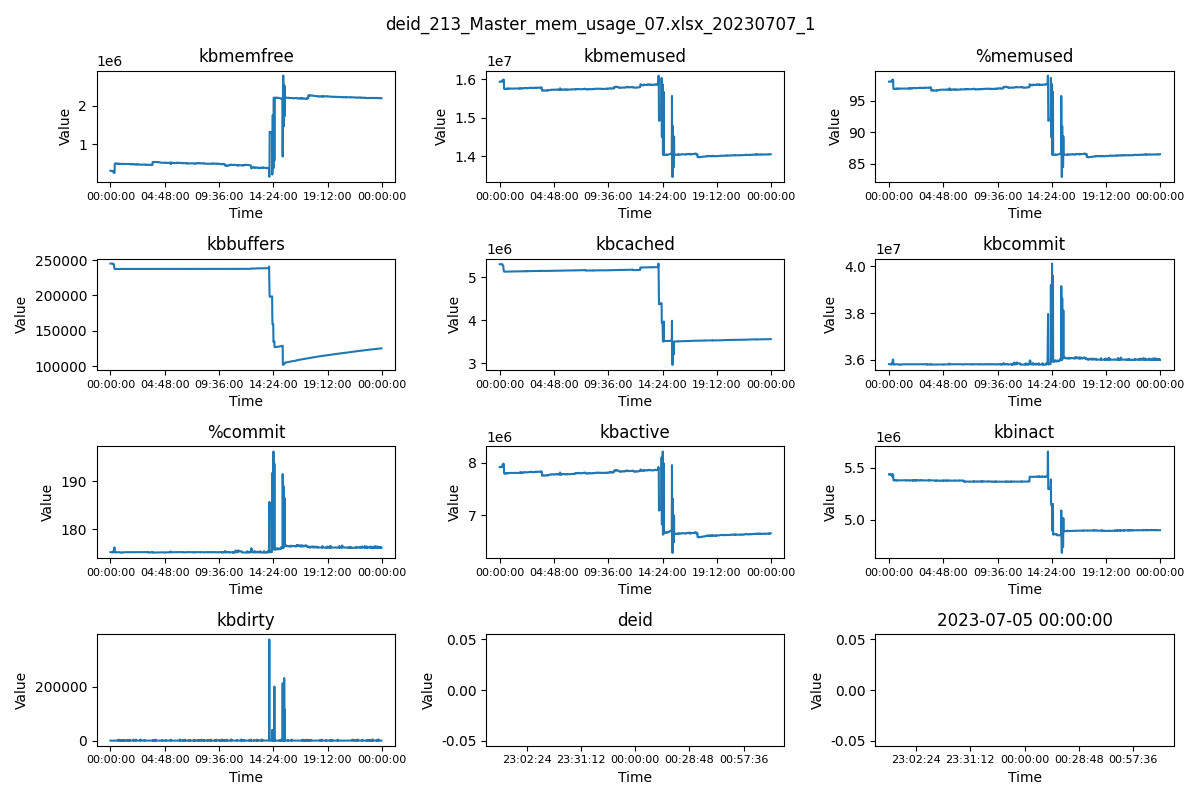 deid_213_Master_mem_usage_07.xlsx_20230707_1
kbmemfree
1e6
Value
2
1
00:00:00 04:48:00 09:36:00 14:24:00 19:12:00 00:00:00
Time
kbmemused
1e7
Value
1.6
1.5
1.4
00:00:00 04:48:00 09:36:00 14:24:00 19:12:00 00:00:00
Time
%memused
Value
95
90
85
00:00:00 04:48:00 09:36:00 14:24:00 19:12:00 00:00:00
Time
kbbuffers
Value
250000
200000
150000
100000
00:00:00 04:48:00 09:36:00 14:24:00 19:12:00 00:00:00
Time
kbcached
1e6
Value
5
4
3
00:00:00 04:48:00 09:36:00 14:24:00 19:12:00 00:00:00
Time
kbcommit
1e7
Value
4.0
3.8
3.6
00:00:00 04:48:00 09:36:00 14:24:00 19:12:00 00:00:00
Time
%commit
Value
190
180
00:00:00 04:48:00 09:36:00 14:24:00 19:12:00 00:00:00
Time
kbactive
1e6
Value
8
7
00:00:00 04:48:00 09:36:00 14:24:00 19:12:00 00:00:00
Time
kbinact
1e6
Value
5.5
5.0
00:00:00 04:48:00 09:36:00 14:24:00 19:12:00 00:00:00
Time
kbdirty
Value
200000
0
00:00:00 04:48:00 09:36:00 14:24:00 19:12:00 00:00:00
Time
deid
Value
0.05
0.00
-0.05
23:02:24 23:31:12 00:00:00 00:28:48 00:57:36
Time
2023-07-05 00:00:00
Value
0.05
0.00
-0.05
23:02:24 23:31:12 00:00:00 00:28:48 00:57:36
Time